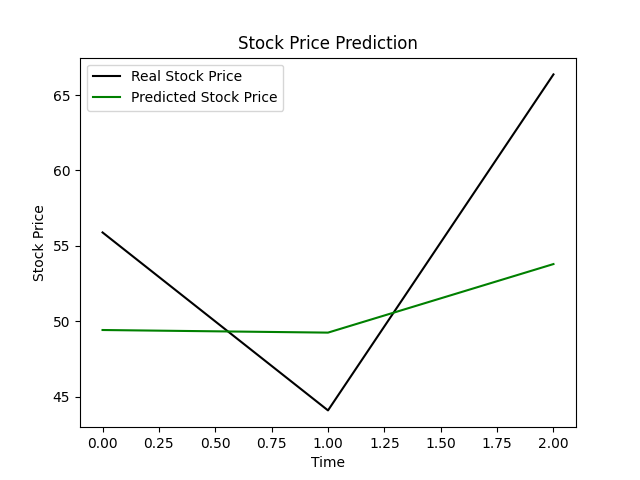 Stock Price Prediction
Real Stock Price
Predicted Stock Price
Stock Price
65
60
55
50
45
0.00 0.25 0.50 0.75 1.00 1.25 1.50 1.75 2.00
Time